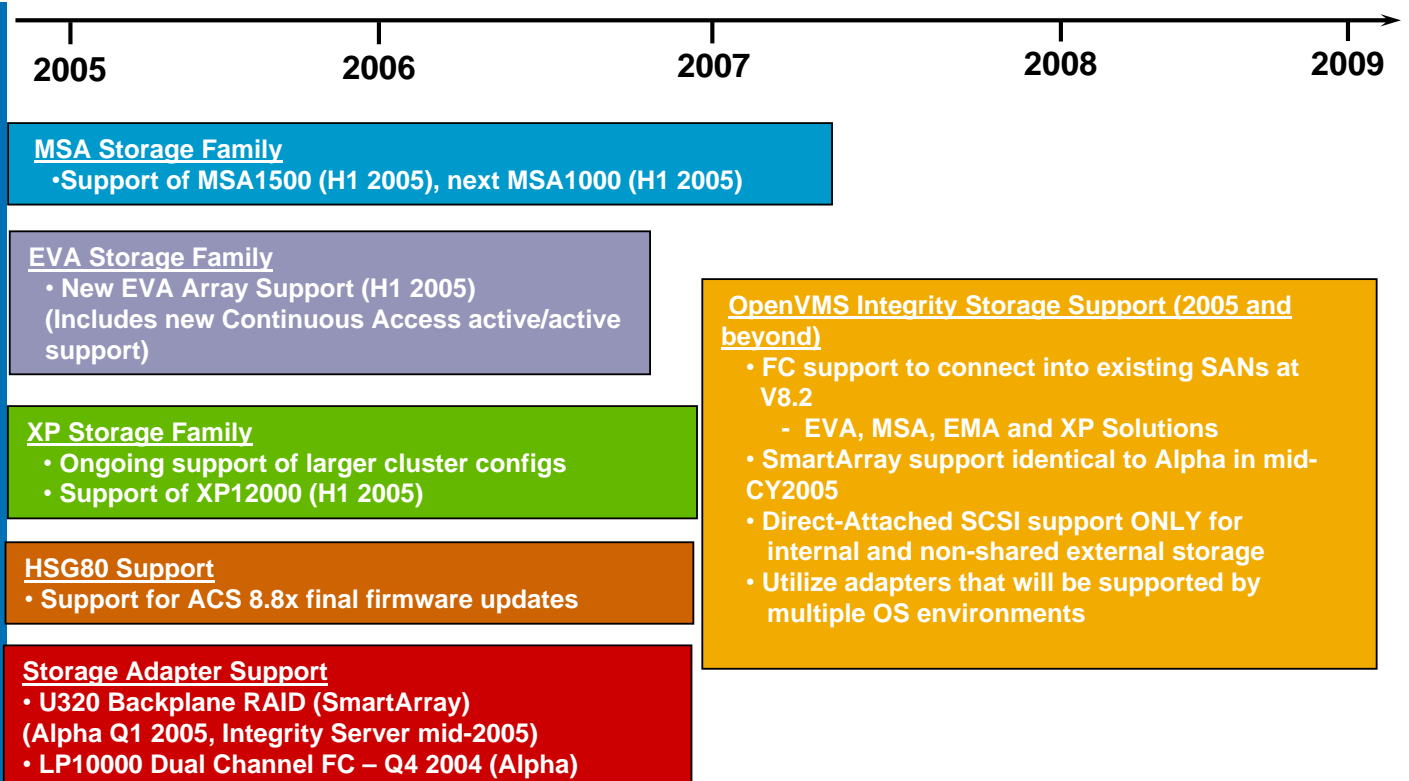 2005 2006 2007 2008 2009
MSA Storage Family
•Support of MSA1500 (H1 2005), next MSA1000 (H1 2005)
EVA Storage Family
• New EVA Array Support (H1 2005)
(Includes new Continuous Access active/active
support)
XP Storage Family
• Ongoing support of larger cluster configs
• Support of XP12000 (H1 2005)
HSG80 Support
• Support for ACS 8.8x final firmware updates
Storage Adapter Support
• U320 Backplane RAID (SmartArray)
(Alpha Q1 2005, Integrity Server mid-2005)
• LP10000 Dual Channel FC – Q4 2004 (Alpha)
OpenVMS Integrity Storage Support (2005 and
beyond)
• FC support to connect into existing SANs at
V8.2
- EVA, MSA, EMA and XP Solutions
• SmartArray support identical to Alpha in mid-
CY2005
• Direct-Attached SCSI support ONLY for
internal and non-shared external storage
• Utilize adapters that will be supported by
multiple OS environments